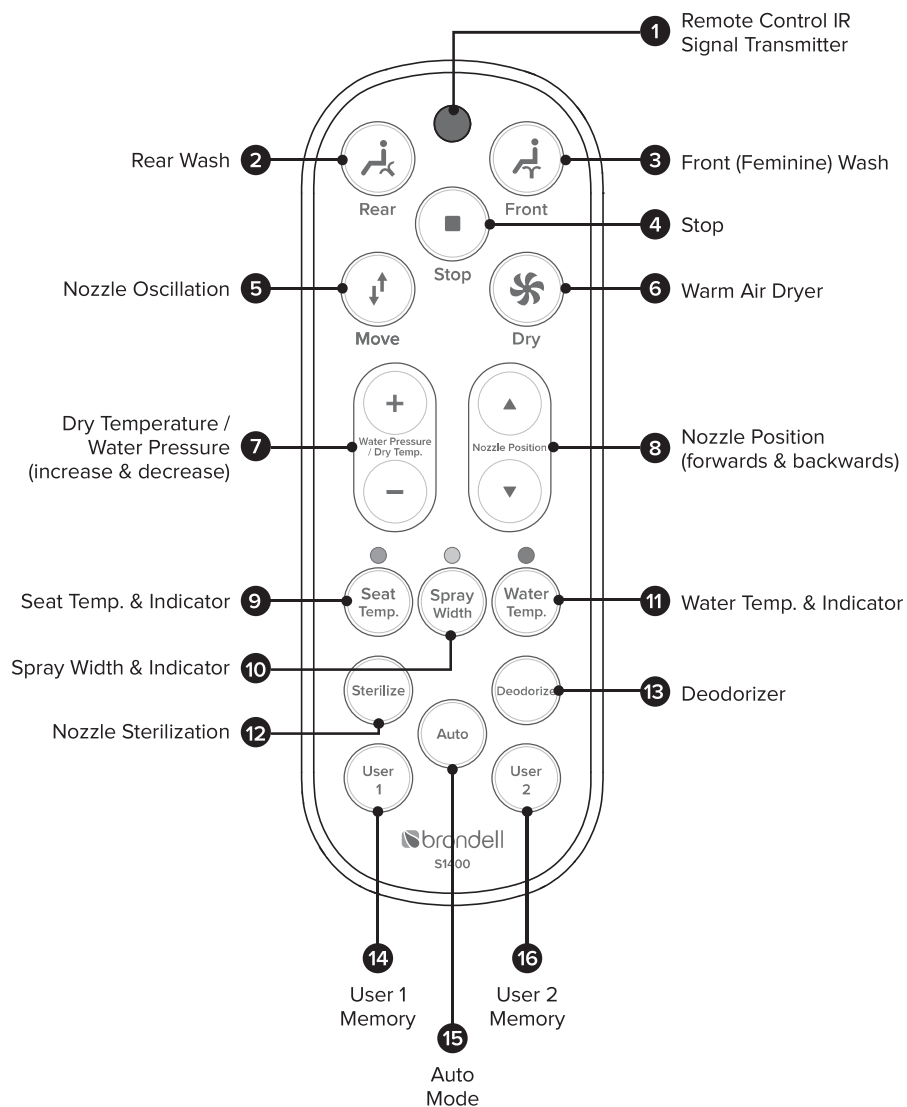 1 Remote Control IR
Signal Transmitter
Rear Wash 2
3 Front (Feminine) Wash
Rear
Front
4 Stop
Stop
Nozzle Oscillation 5
6 Warm Air Dryer
Move
Dry
Dry Temperature /
Water Pressure
(increase & decrease)
7
+
Water Pressure
/ Dry Temp.
−
Nozzle Position
8 Nozzle Position
(forwards & backwards)
Seat Temp. & Indicator 9
Seat
Temp.
Spray
Width
Water
Temp.
11 Water Temp. & Indicator
Spray Width & Indicator 10
Sterilize
Deodorize
13 Deodorizer
Nozzle Sterilization 12
Auto
User
1
User
2
brondell
S1400
14
User 1
Memory
16
User 2
Memory
15
Auto
Mode